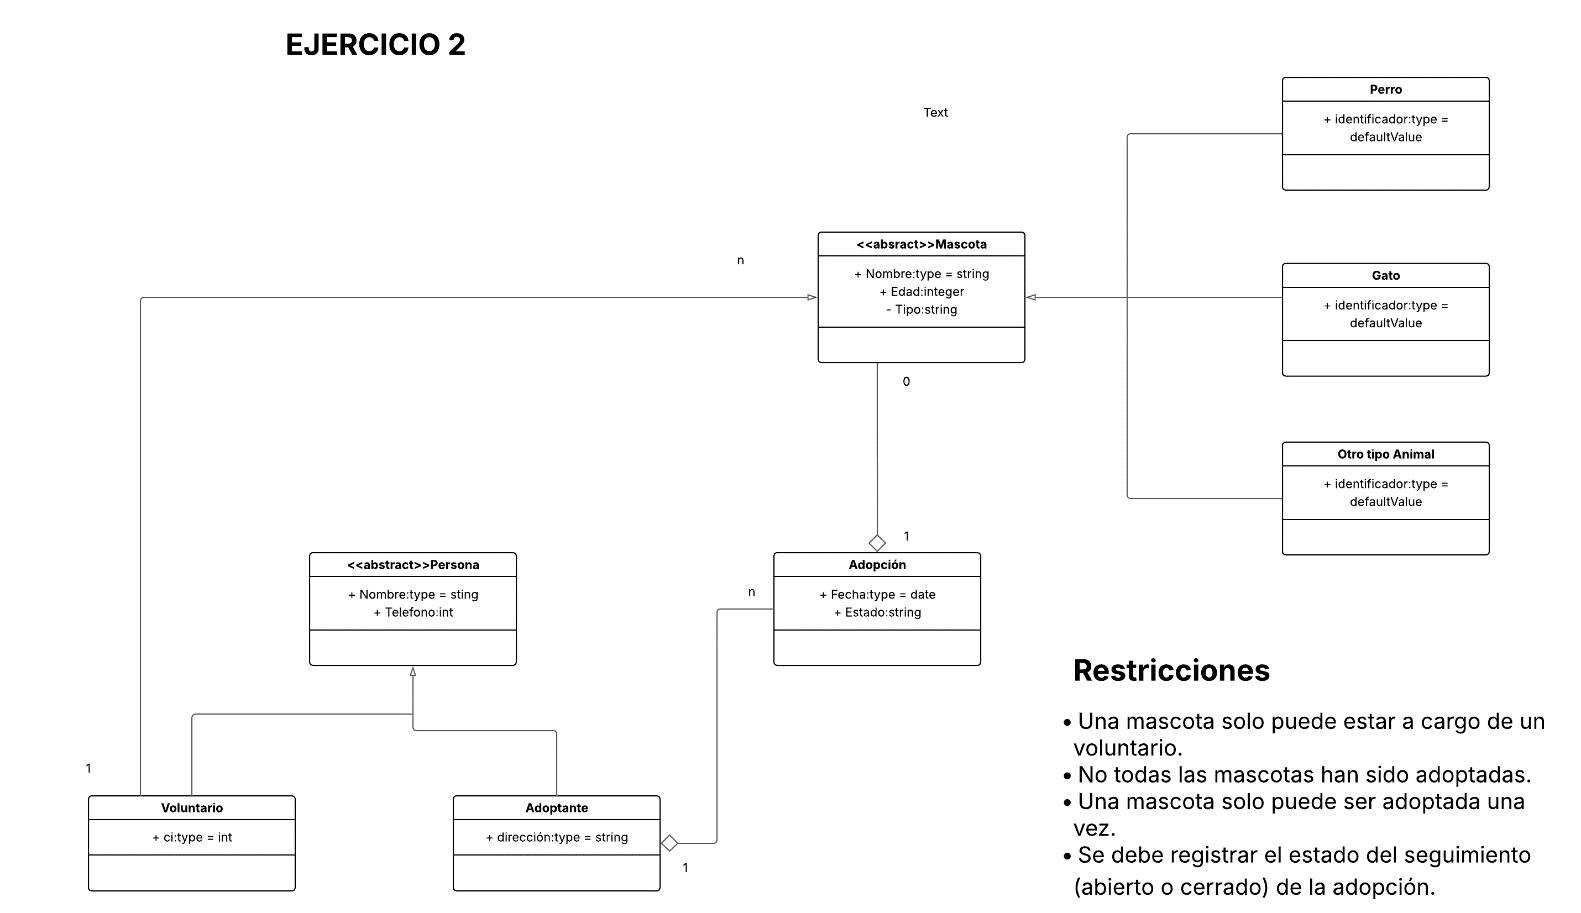 EJERCICIO 2
Text
Perro
+ identificador:type =
defaultValue
n
<<absract>>Mascota
+ Nombre:type = string
+ Edad:integer
- Tipo:string
Gato
+ identificador:type =
defaultValue
0
Otro tipo Animal
+ identificador:type =
defaultValue
1
<<abstract>>Persona
+ Nombre:type = sting
+ Telefono:int
n
Adopción
+ Fecha:type = date
+ Estado:string
1
Voluntario
+ ci:type = int
Adoptante
+ dirección:type = string
1
Restricciones
• Una mascota solo puede estar a cargo de un
voluntario.
• No todas las mascotas han sido adoptadas.
• Una mascota solo puede ser adoptada una
vez.
• Se debe registrar el estado del seguimiento
(abierto o cerrado) de la adopción.